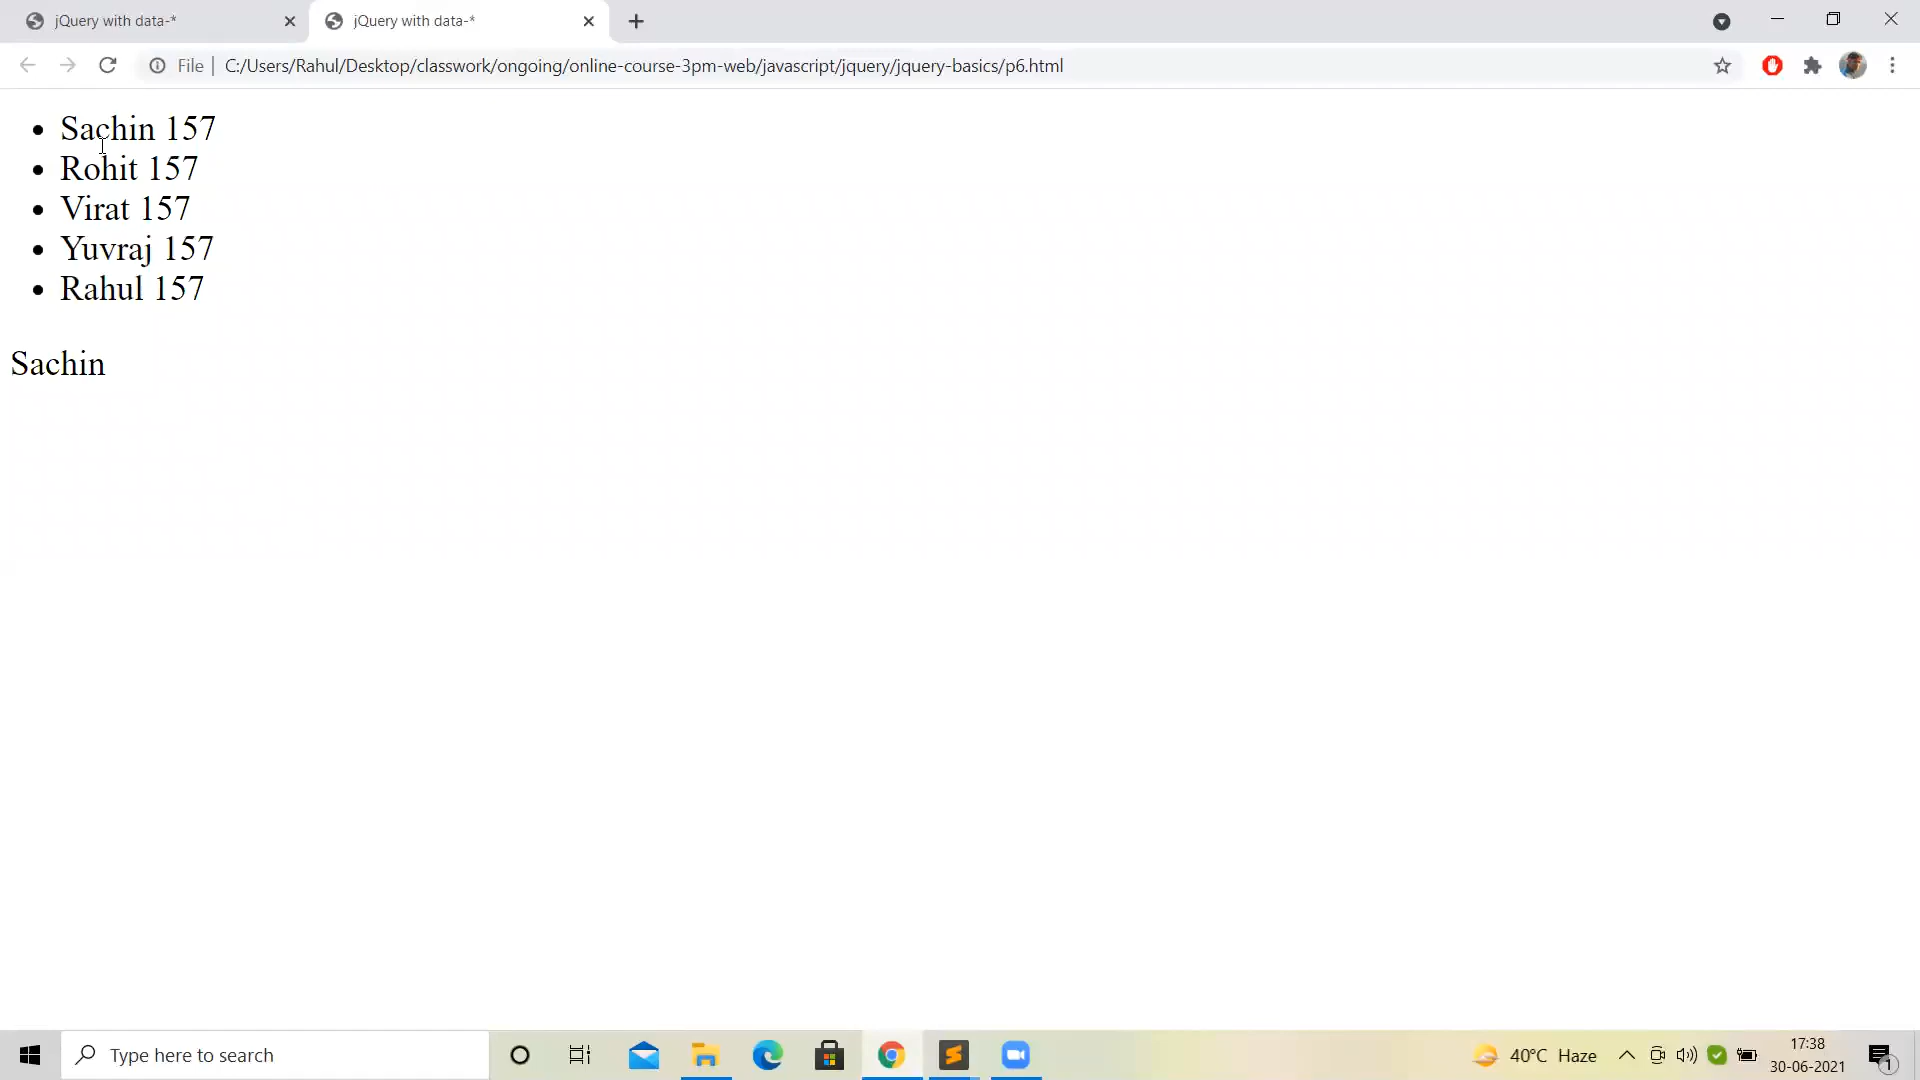 jQuery with data-*
jQuery with data-*
File | C:/Users/Rahul/Desktop/classwork/ongoing/online-course-3pm-web/javascript/jquery/jquery-basics/p6.html
• Sachin 157
• Rohit 157
• Virat 157
• Yuvraj 157
• Rahul 157
Sachin
Type here to search
40°C Haze
17:38
30-06-2021
1